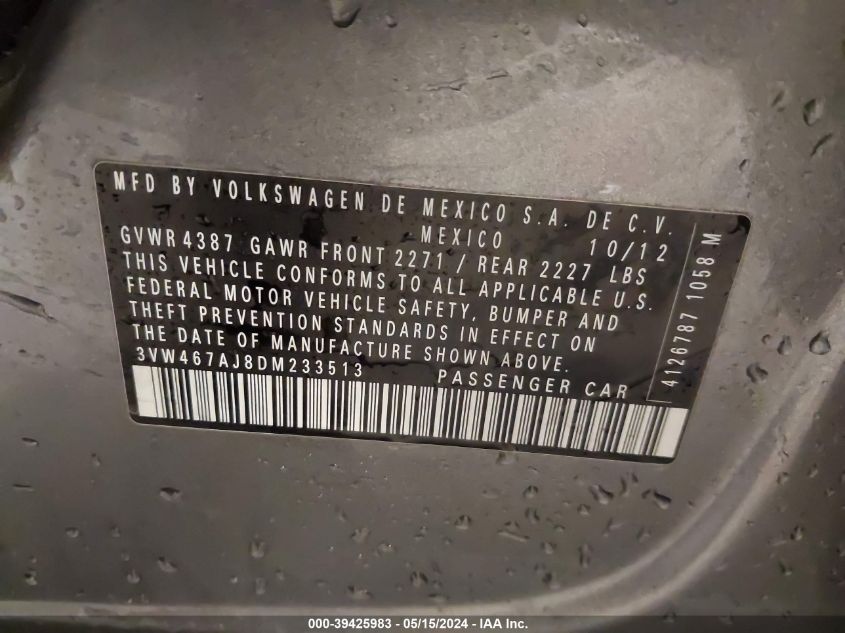 MFD BY VOLKSWAGEN DE MEXICO S.A. DE C.V.
MEXICO 10/12
GVWR 4387 GAWR FRONT 2271 / REAR 2227 LBS
THIS VEHICLE CONFORMS TO ALL APPLICABLE U.S.
FEDERAL MOTOR VEHICLE SAFETY, BUMPER AND
THEFT PREVENTION STANDARDS IN EFFECT ON
THE DATE OF MANUFACTURE SHOWN ABOVE.
3VW467AJ8DM233513 PASSENGER CAR
4126787 1058 M
000-39425983 - 05/15/2024 - IAA Inc.